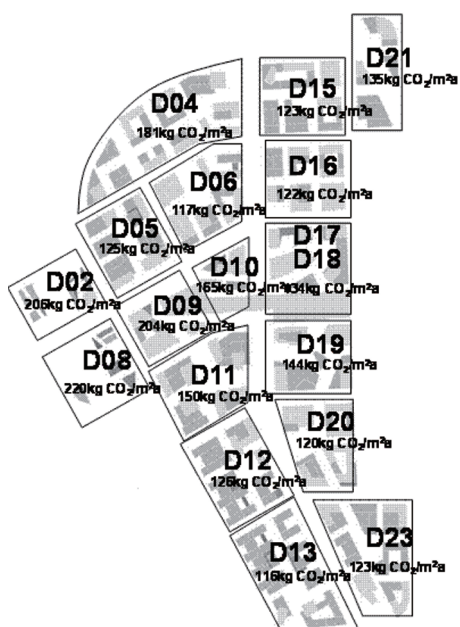 D21
135kg CO₂/m²a
D15
123kg CO₂/m²a
D04
181kg CO₂/m²a
D16
122kg CO₂/m²a
D06
117kg CO₂/m²a
D05
125kg CO₂/m²a
D17
D18
134kg CO₂/m²a
D10
165kg CO₂/m²a
D02
206kg CO₂/m²a
D09
204kg CO₂/m²a
D19
144kg CO₂/m²a
D08
220kg CO₂/m²a
D11
150kg CO₂/m²a
D20
120kg CO₂/m²a
D12
126kg CO₂/m²a
D23
123kg CO₂/m²a
D13
116kg CO₂/m²a